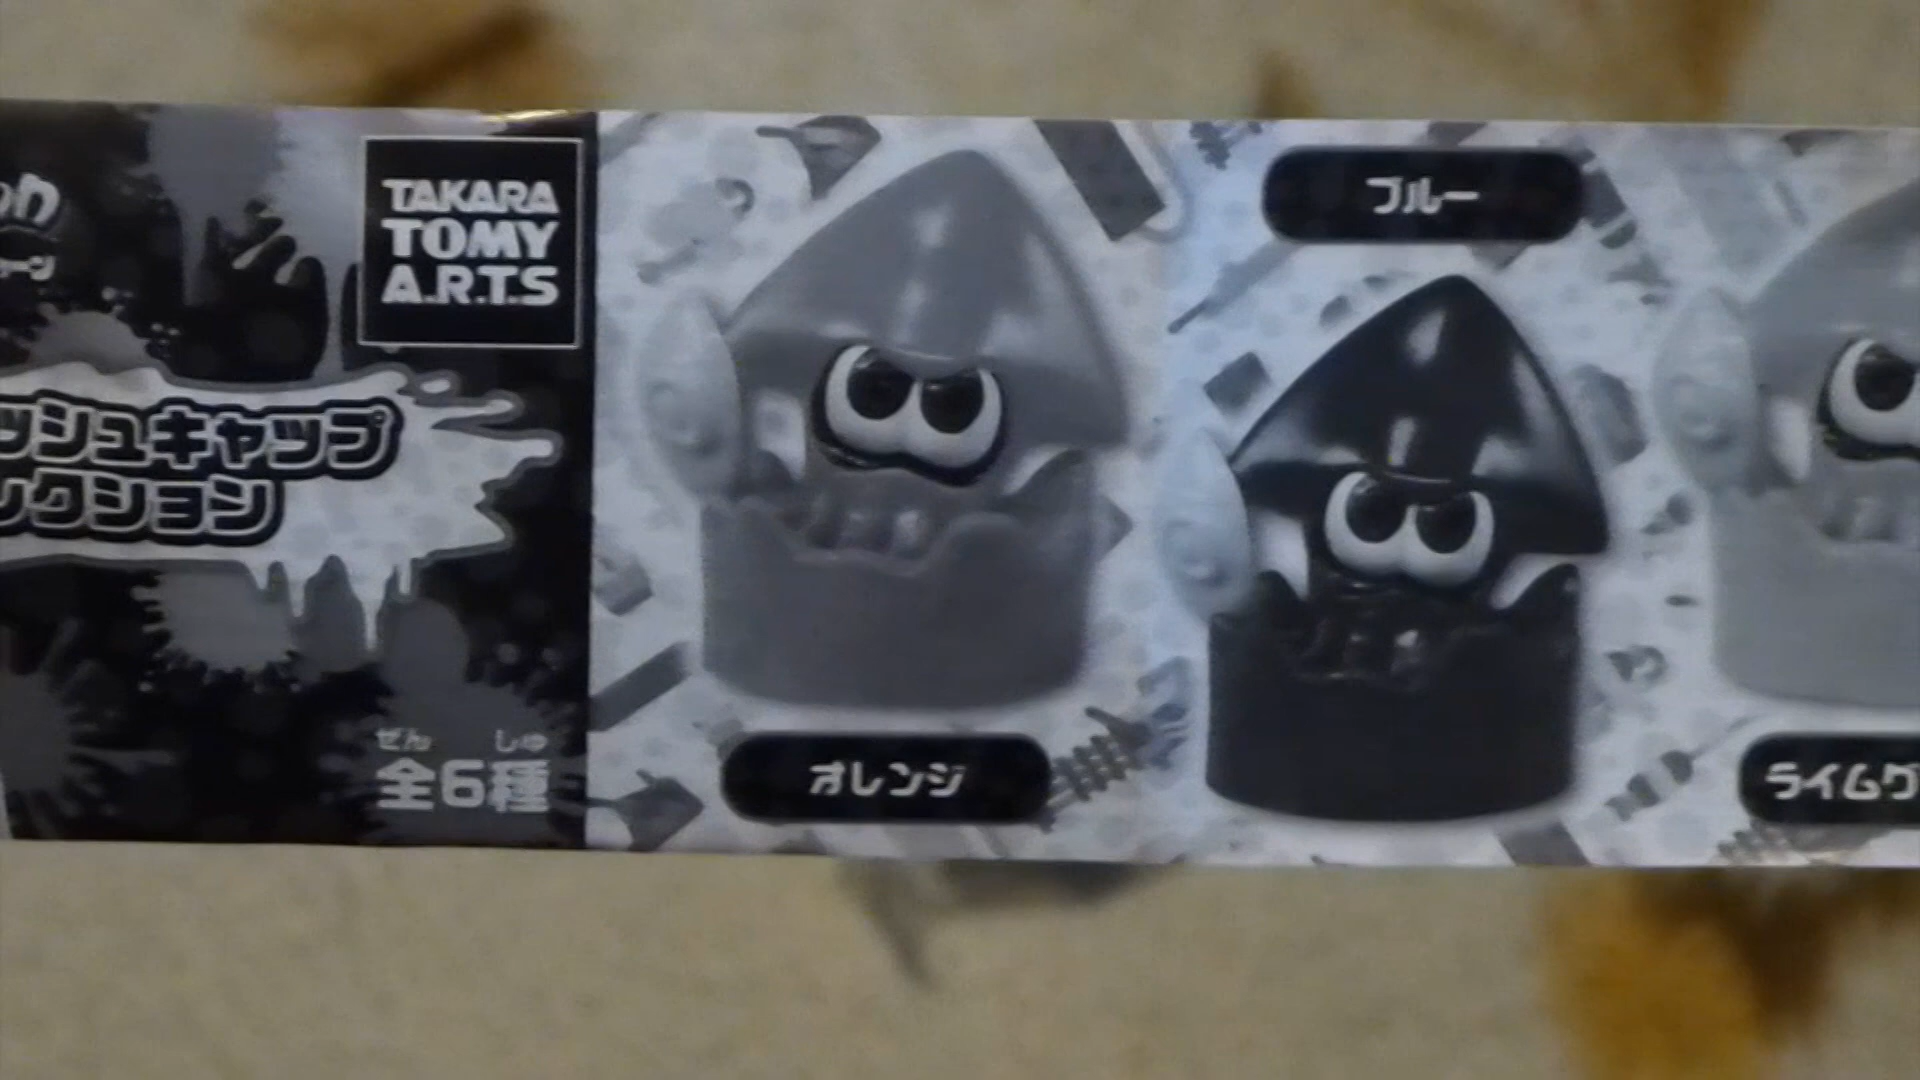 TAKARA
TOMY
A.R.T.S
ッシュキャップ
レクション
ぜん しゅ
全6種
オレンジ
ブルー
ライム